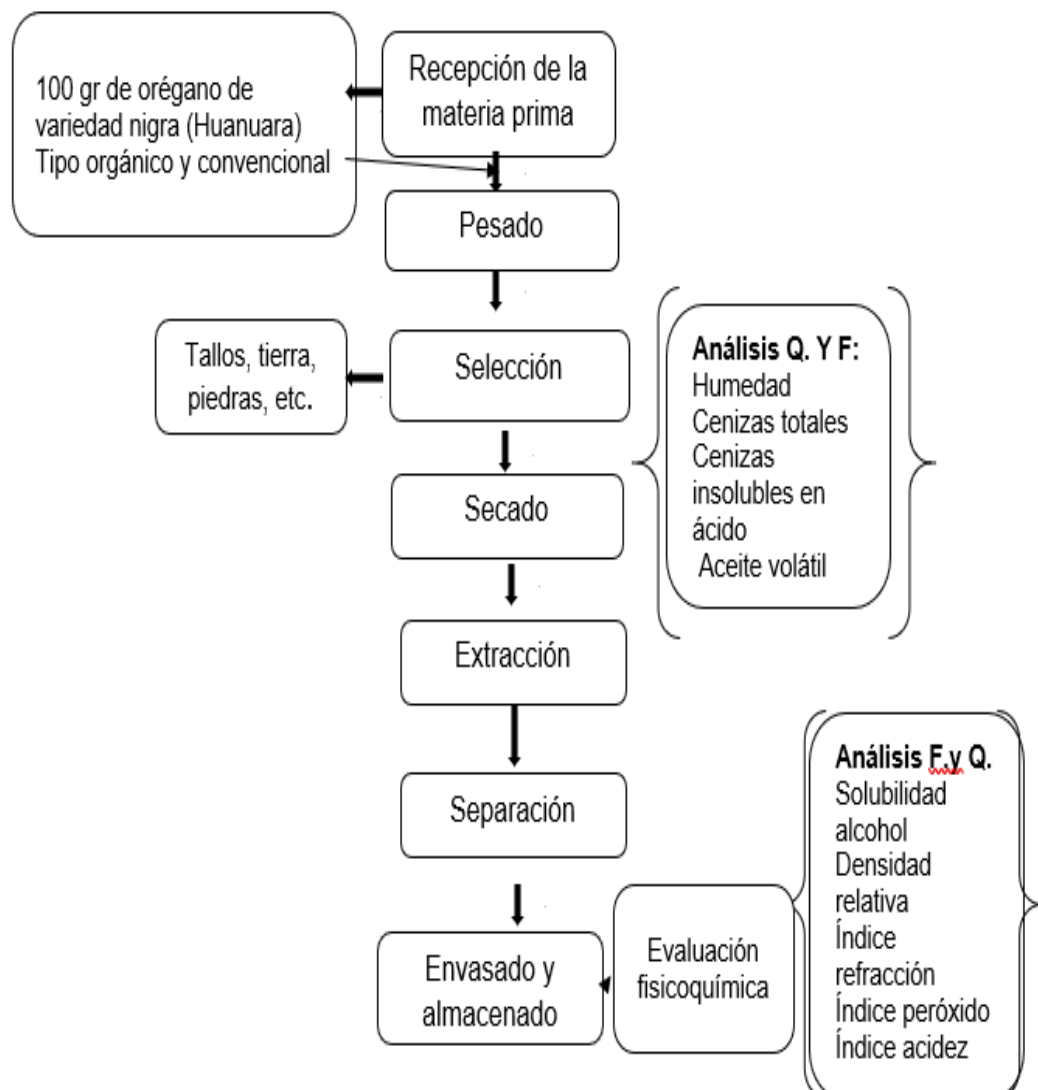 100 gr de orégano de
variedad nigra (Huanuara)
Tipo orgánico y convencional
Recepción de la
materia prima
Pesado
Selección
Tallos, tierra,
piedras, etc.
Análisis Q. Y F:
Humedad
Cenizas totales
Cenizas
insolubles en
ácido
Aceite volátil
Secado
Extracción
Separación
Envasado y
almacenado
Evaluación
fisicoquímica
Análisis F.y Q.
Solubilidad
alcohol
Densidad
relativa
Índice
refracción
Índice peróxido
Índice acidez